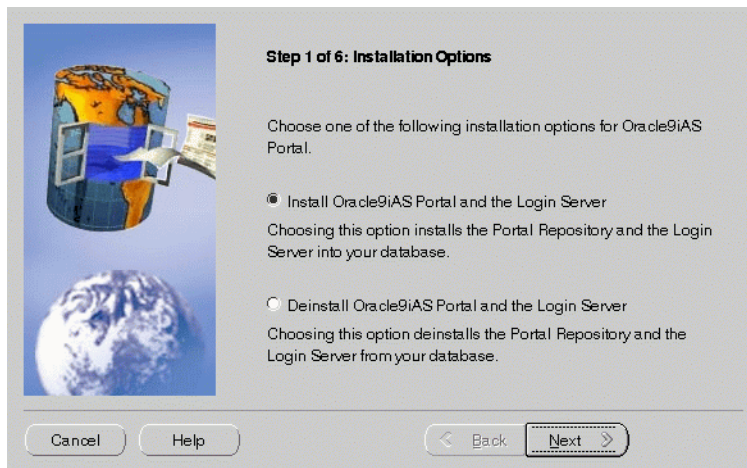 Step 1 of 6: Installation Options
Choose one of the following installation options for Oracle9iAS
Portal.
Install Oracle9iAS Portal and the Login Server
Choosing this option installs the Portal Repository and the Login
Server into your database.
Deinstall Oracle9iAS Portal and the Login Server
Choosing this option deinstalls the Portal Repository and the
Login Server from your database.
Cancel Help Back Next